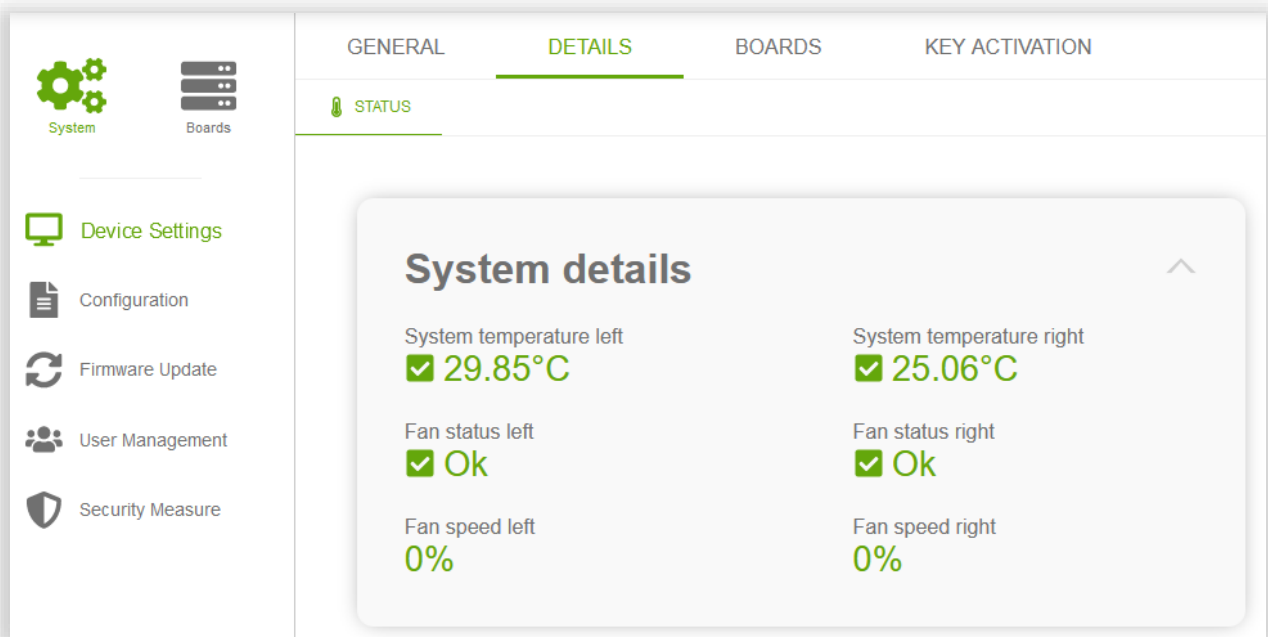 System
Boards
Device Settings
Configuration
Firmware Update
User Management
Security Measure
GENERAL DETAILS BOARDS KEY ACTIVATION
STATUS
System details
System temperature left System temperature right
29.85°C 25.06°C
Fan status left Fan status right
Ok Ok
Fan speed left Fan speed right
0% 0%